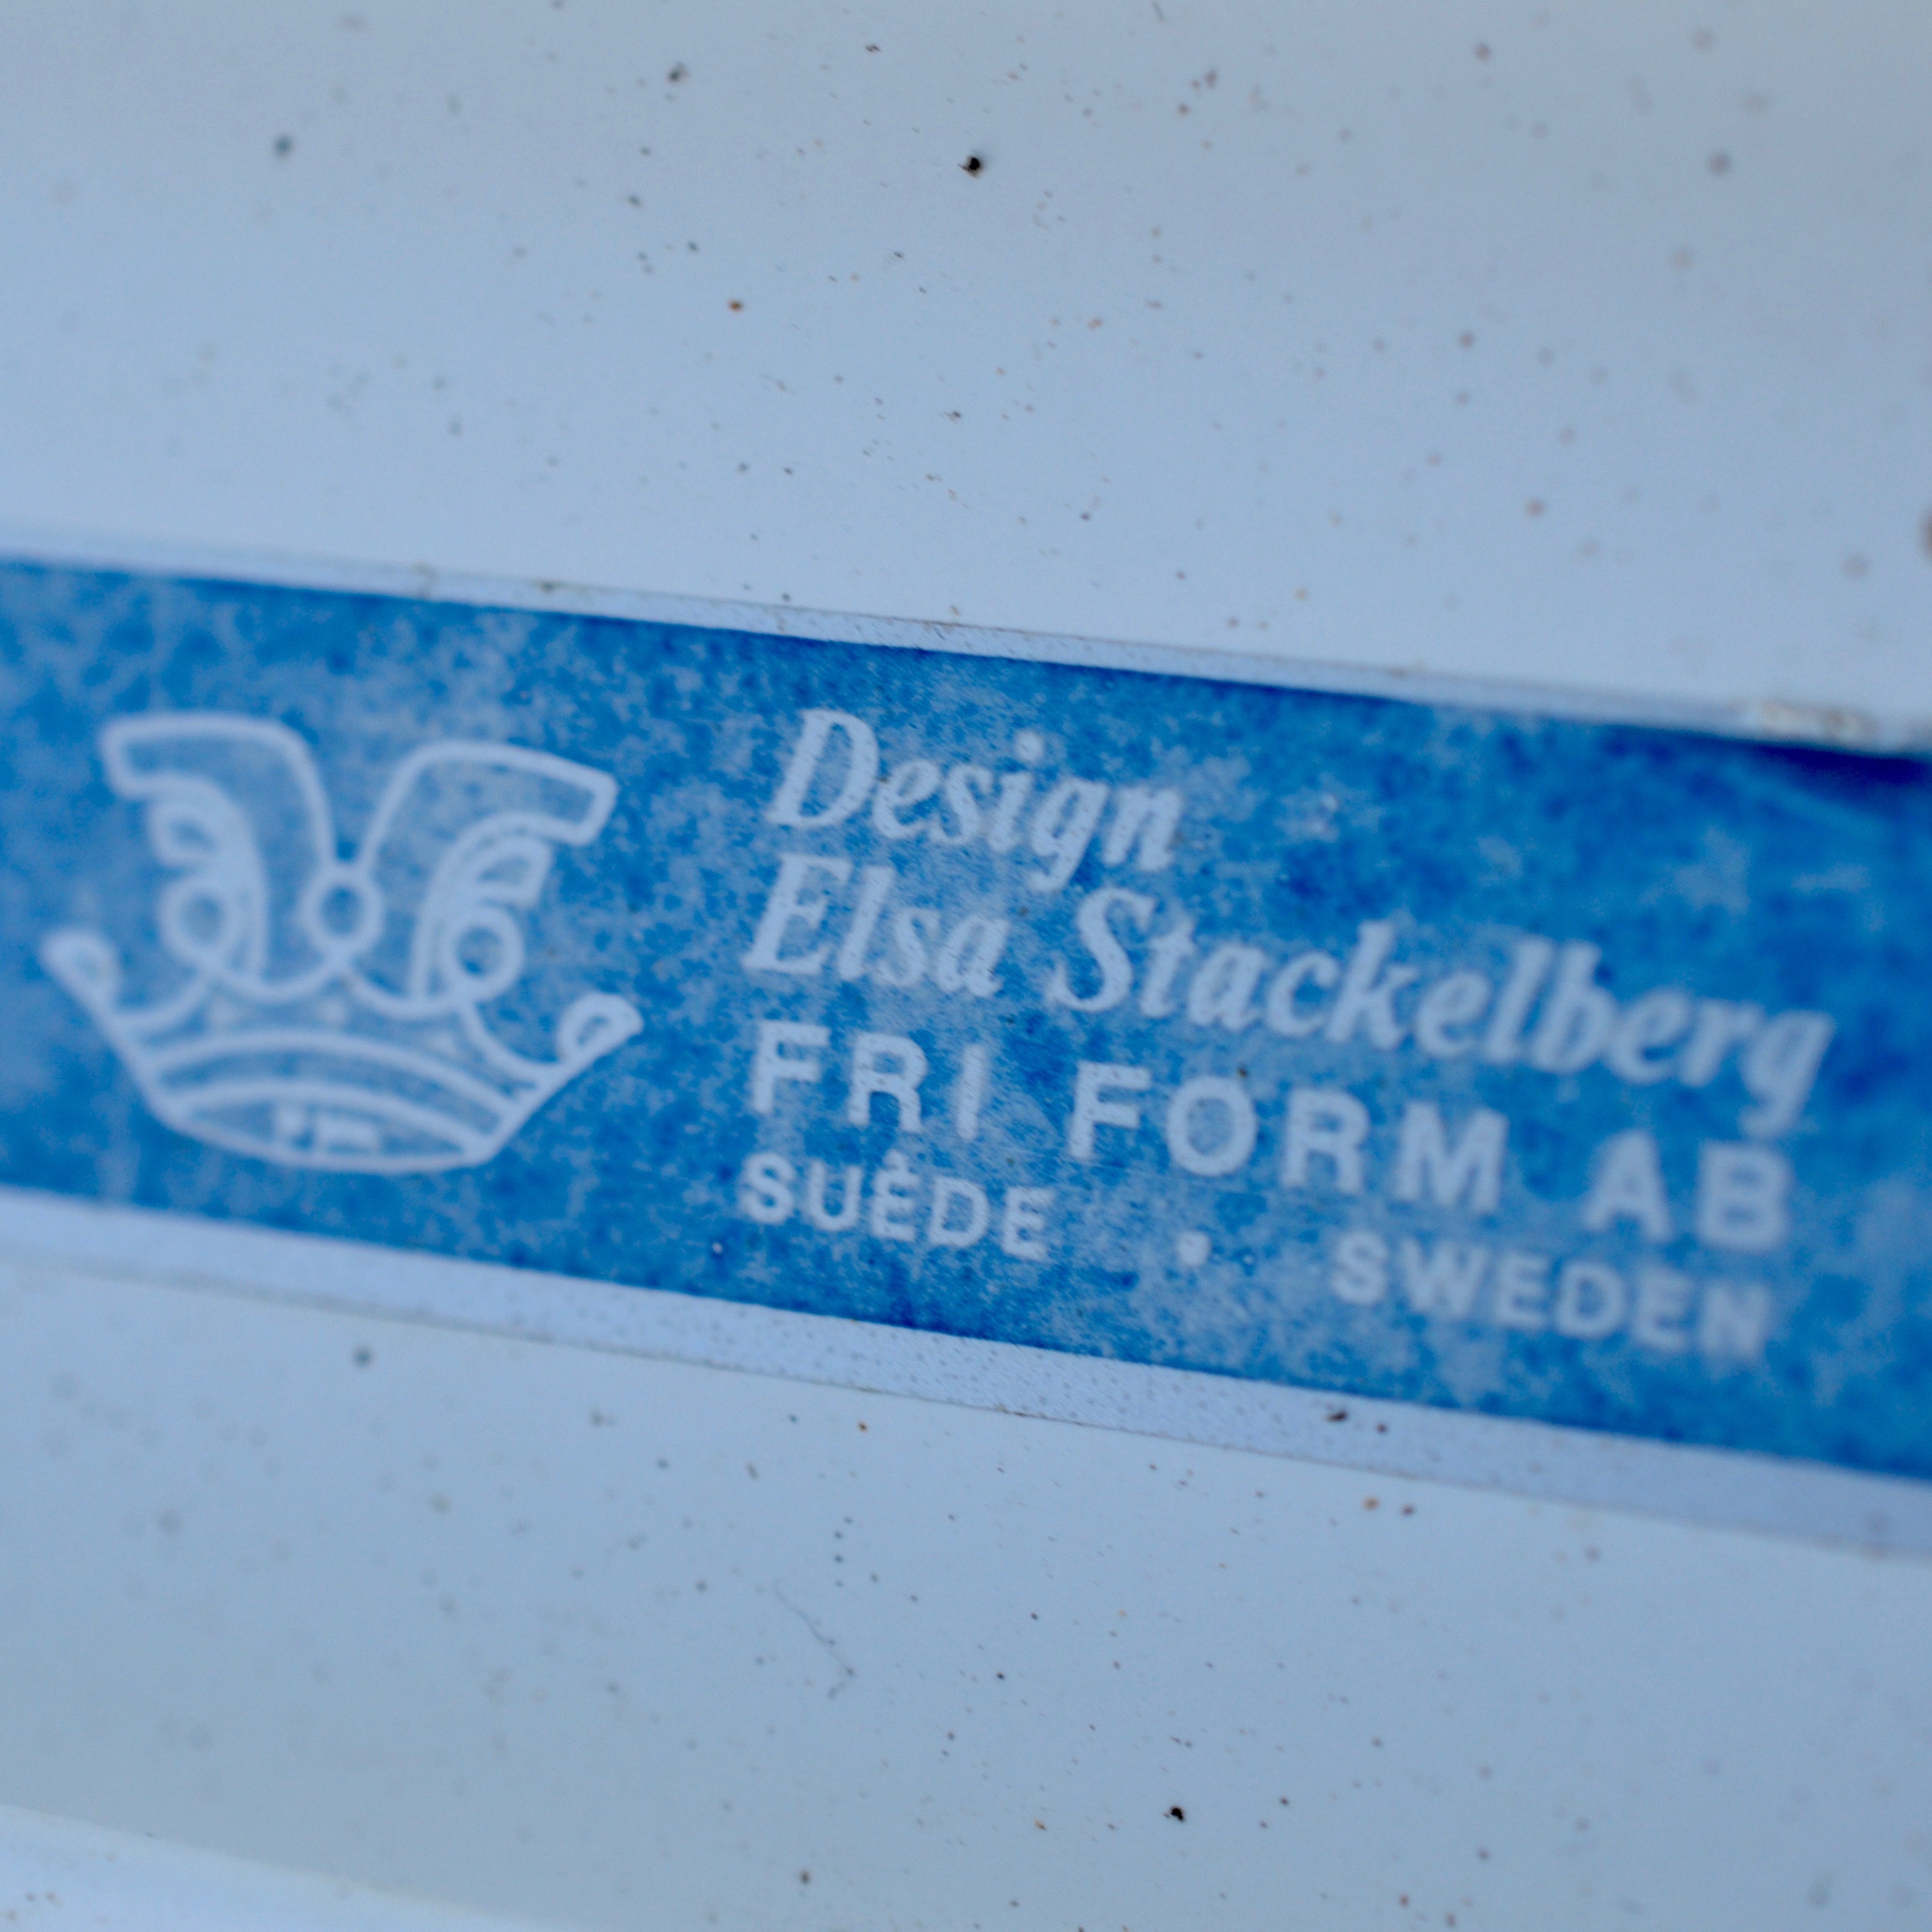 Design
Elsa Stackelberg
FRI FORM AB
SUÈDE • SWEDEN